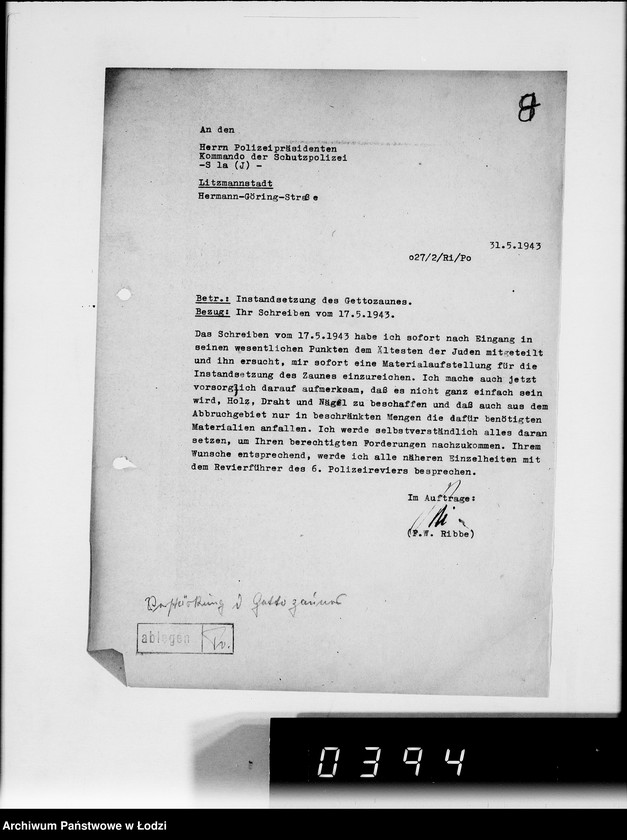 8
An den
Herrn Polizeipräsidenten
Kommando der Schutzpolizei
-S 1a (J) -
Litzmannstadt
Hermann-Göring-Straße
31.5.1943
o27/2/Ri/Po
Betr.: Instandsetzung des Gettozaunes.
Bezug: Ihr Schreiben vom 17.5.1943.
Das Schreiben vom 17.5.1943 habe ich sofort nach Eingang in
seinen wesentlichen Punkten dem Ältesten der Juden mitgeteilt
und ihn ersucht, mir sofort eine Materialaufstellung für die
Instandsetzung des Zaunes einzureichen. Ich mache auch jetzt
vorsorglich darauf aufmerksam, daß es nicht ganz einfach sein
wird, Holz, Draht und Nägel zu beschaffen und daß auch aus dem
Abbruchgebiet nur in beschränkten Mengen die dafür benötigten
Materialien anfallen. Ich werde selbstverständlich alles daran
setzen, um Ihren berechtigten Forderungen nachzukommen. Ihrem
Wunsche entsprechend, werde ich alle näheren Einzelheiten mit
dem Revierführer des 6. Polizeireviers besprechen.
Im Auftrage:
(F.W. Ribbe)
Verstärkung d Gettozaunes
ablegen
0394
Archiwum Państwowe w Łodzi